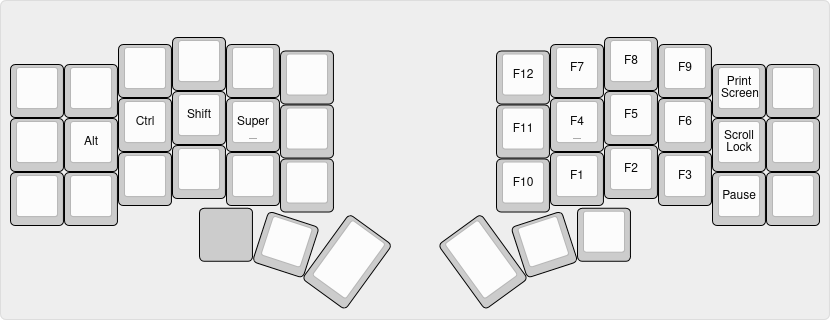 Alt
Ctrl
Shift
Super
_
F12
F7
F8
F9
Print
Screen
F11
F4
_
F5
F6
Scroll
Lock
F10
F1
F2
F3
Pause